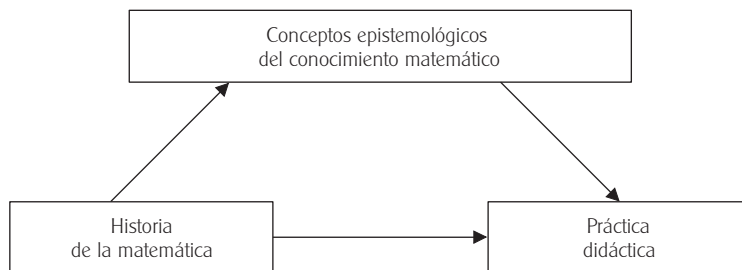 Conceptos epistemológicos
del conocimiento matemático
Historia
de la matemática
Práctica
didáctica